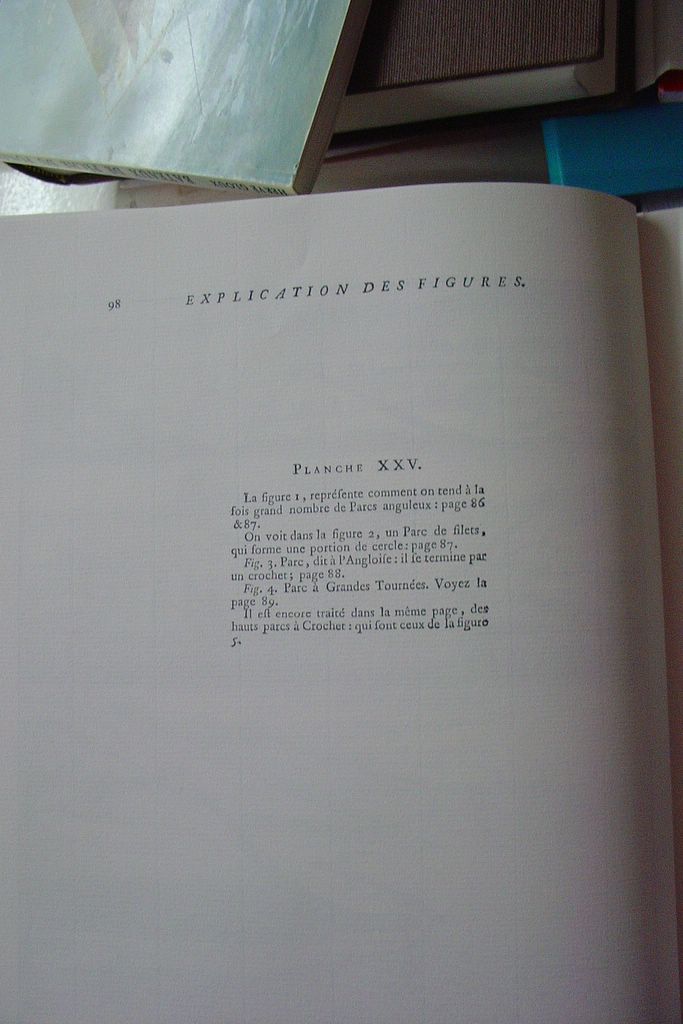 98 EXPLICATION DES FIGURES.
PLANCHE XXV.
La figure 1, repréſente comment on tend à la
fois grand nombre de Parcs anguleux : page 86
& 87.
On voit dans la figure 2, un Parc de filets,
qui forme une portion de cercle : page 87.
Fig. 3. Parc, dit à l'Angloiſe : il ſe termine par
un crochet ; page 88.
Fig. 4. Parc à Grandes Tournées. Voyez la
page 89.
Il eſt encore traité dans la même page, des
hauts parcs à Crochet : qui ſont ceux de la figure
5.